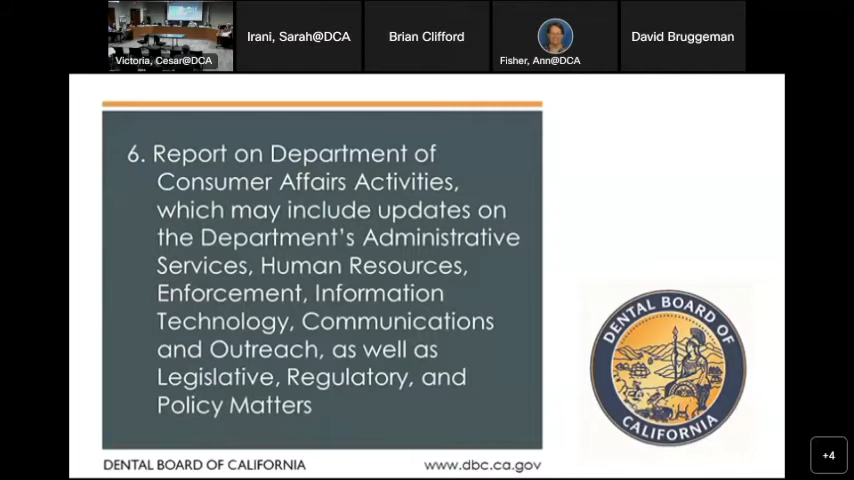 Victoria, Cesar@DCA
Irani, Sarah@DCA
Brian Clifford
Fisher, Ann@DCA
David Bruggeman
6. Report on Department of
Consumer Affairs Activities,
which may include updates on
the Department's Administrative
Services, Human Resources,
Enforcement, Information
Technology, Communications
and Outreach, as well as
Legislative, Regulatory, and
Policy Matters
DENTAL BOARD OF
CALIFORNIA
DENTAL BOARD OF CALIFORNIA
www.dbc.ca.gov
+4